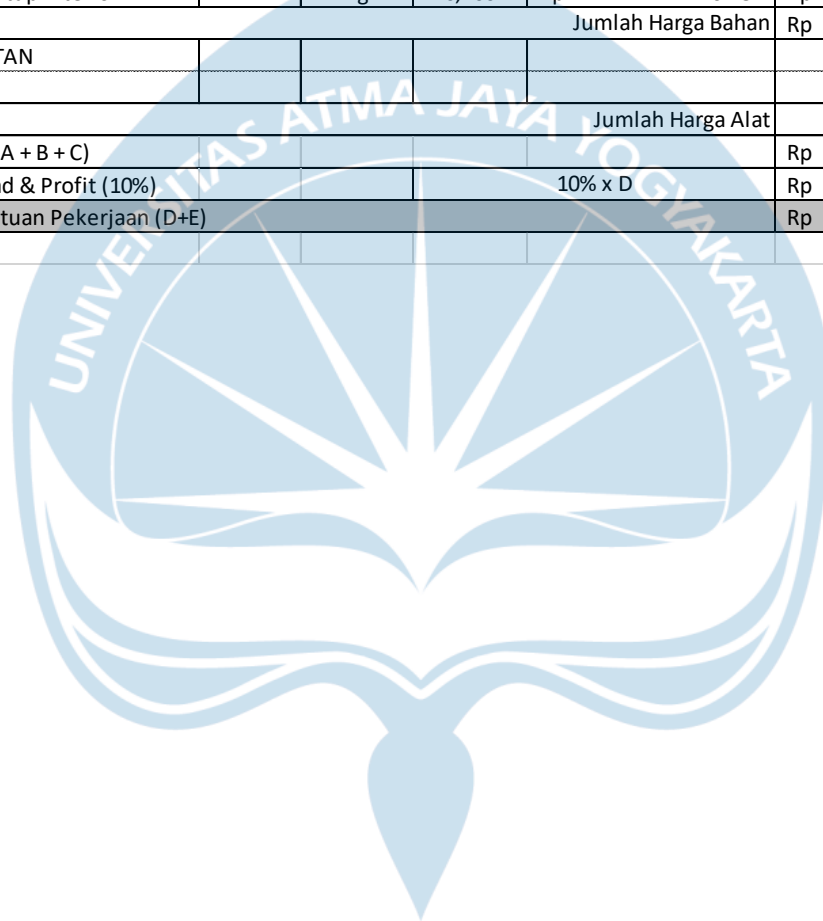 Jumlah Harga Bahan Rp
TAN
Jumlah Harga Alat
A + B + C) Rp
d & Profit (10%) 10% x D Rp
tuan Pekerjaan (D+E) Rp
UNIVERSITAS ATMA JAYA YOGYAKARTA